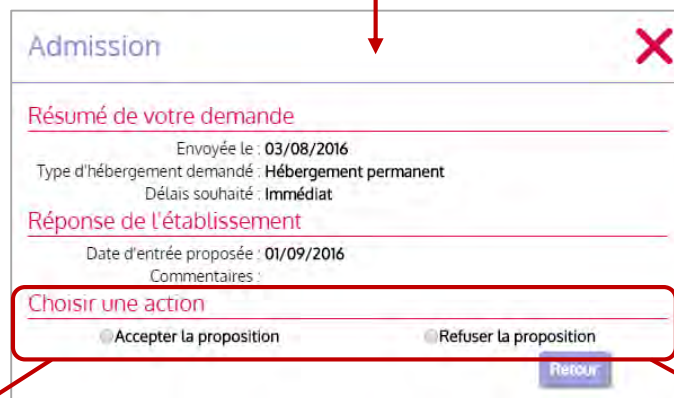 Admission
Résumé de votre demande
Envoyée le : 03/08/2016
Type d'hébergement demandé : Hébergement permanent
Délais souhaité : Immédiat
Réponse de l'établissement
Date d'entrée proposée : 01/09/2016
Commentaires :
Choisir une action
Accepter la proposition Refuser la proposition
Retour